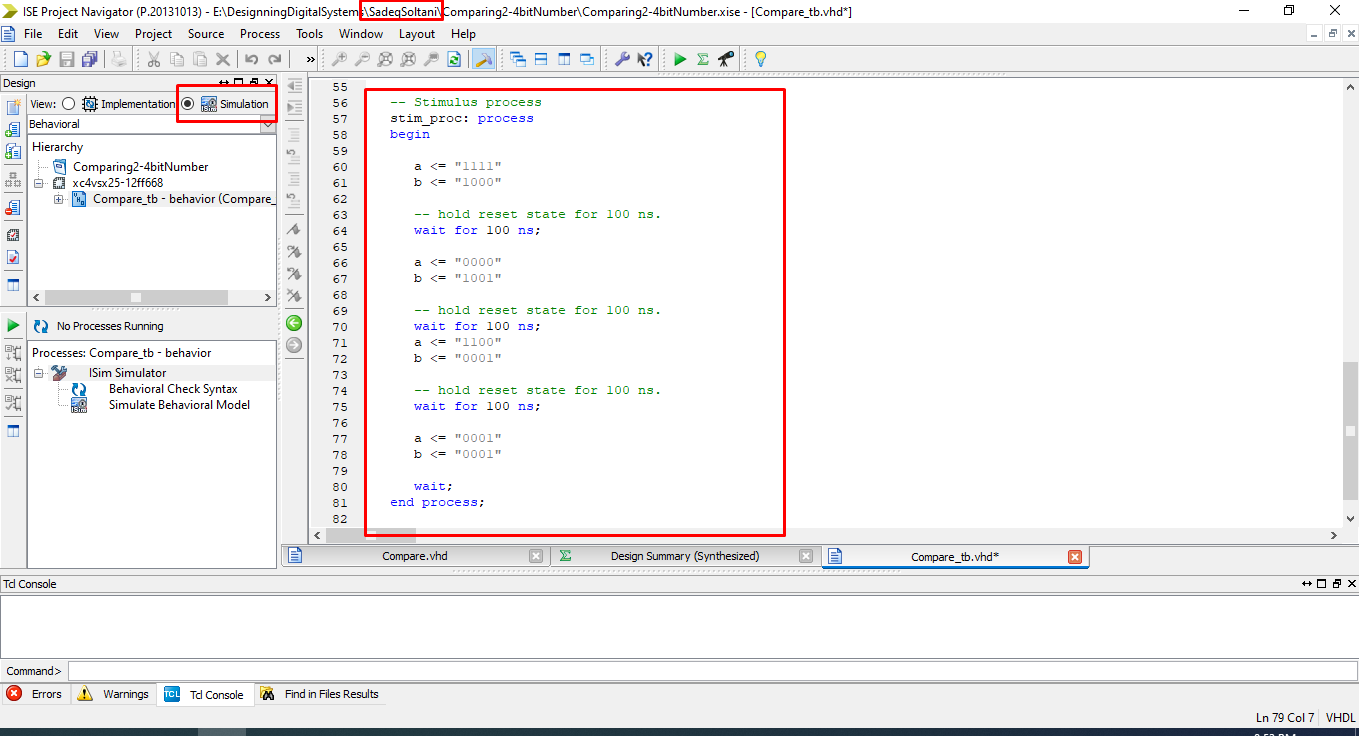 ISE Project Navigator (P.20131013) - E:\DesignningDigitalSystems\SadeqSoltani\Comparing2-4bitNumber\Comparing2-4bitNumber.xise - [Compare_tb.vhd*]
File Edit View Project Source Process Tools Window Layout Help
»
Design
View: Implementation Simulation
Behavioral
Hierarchy
Comparing2-4bitNumber
xc4vsx25-12ff668
Compare_tb - behavior (Compare_
No Processes Running
Processes: Compare_tb - behavior
ISim Simulator
Behavioral Check Syntax
Simulate Behavioral Model
55
56 -- Stimulus process
57 stim_proc: process
58 begin
59
60 a <= "1111"
61 b <= "1000"
62
63 -- hold reset state for 100 ns.
64 wait for 100 ns;
65
66 a <= "0000"
67 b <= "1001"
68
69 -- hold reset state for 100 ns.
70 wait for 100 ns;
71 a <= "1100"
72 b <= "0001"
73
74 -- hold reset state for 100 ns.
75 wait for 100 ns;
76
77 a <= "0001"
78 b <= "0001"
79
80 wait;
81 end process;
82
Compare.vhd Design Summary (Synthesized) Compare_tb.vhd*
Tcl Console
Command>
Errors Warnings Tcl Console Find in Files Results
Ln 79 Col 7 VHDL